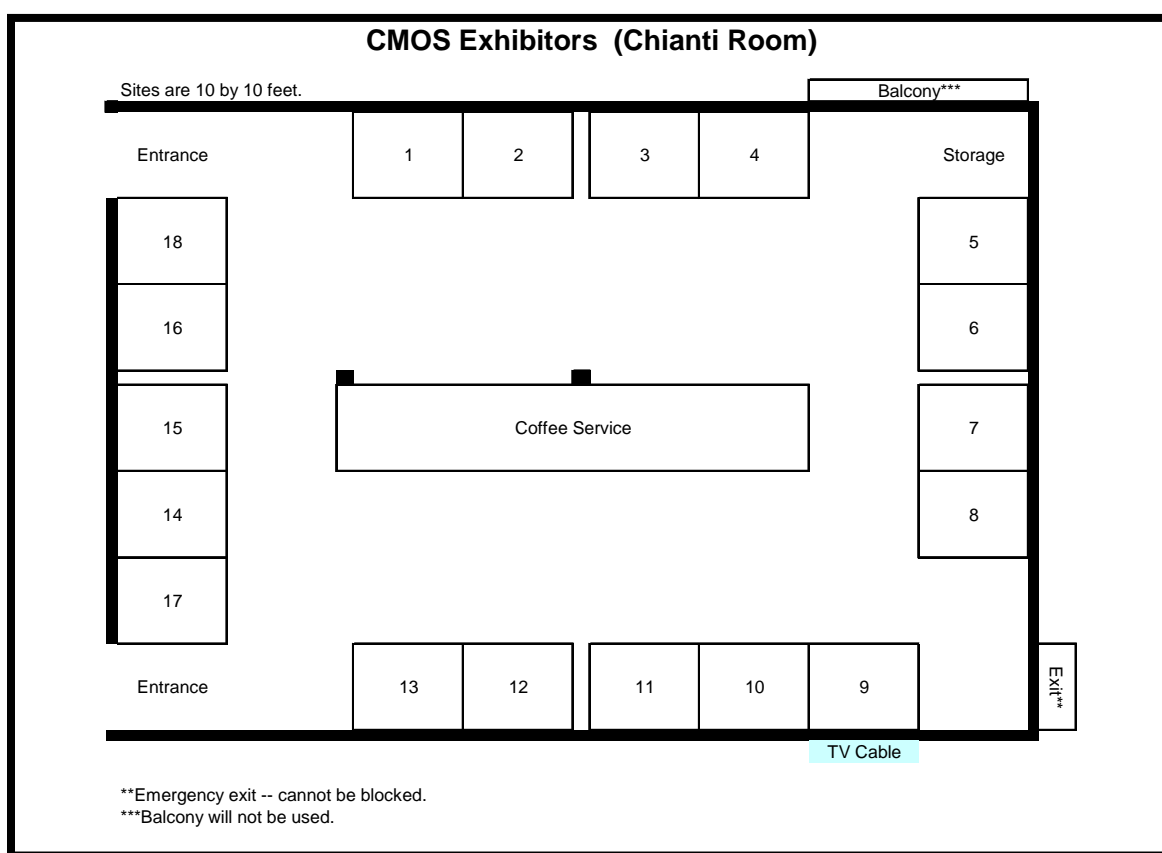 CMOS Exhibitors  (Chianti Room)
Sites are 10 by 10 feet.
Balcony***
Entrance
1
2
3
4
Storage
18
5
16
6
15
Coffee Service
7
14
8
17
Entrance
13
12
11
10
9
Exit**
TV Cable
**Emergency exit -- cannot be blocked.
***Balcony will not be used.